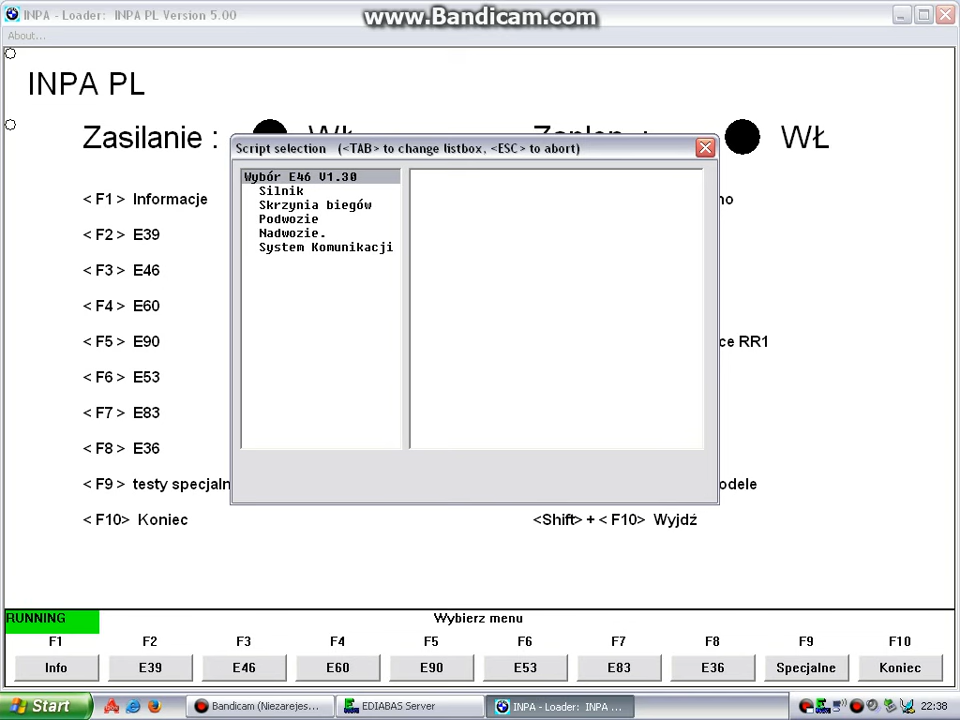 INPA - Loader:  INPA PL Version 5.00
www.Bandicam.com
About...
INPA PL
Zasilanie :
WŁ
WŁ
Script selection (<TAB> to change listbox, <ESC> to abort)
Wybór E46 V1.30
Silnik
Skrzynia biegów
Podwozie
Nadwozie.
System Komunikacji
< F1 > Informacje
< F2 > E39
< F3 > E46
< F4 > E60
< F5 > E90
ce RR1
< F6 > E53
< F7 > E83
< F8 > E36
< F9 > testy specjaln
odele
< F10> Koniec
<Shift> + < F10> Wyjdź
RUNNING
Wybierz menu
F1 F2 F3 F4 F5 F6 F7 F8 F9 F10
Info E39 E46 E60 E90 E53 E83 E36 Specjalne Koniec
Start
Bandicam (Niezarejes...
EDIABAS Server
INPA - Loader: INPA ...
22:38